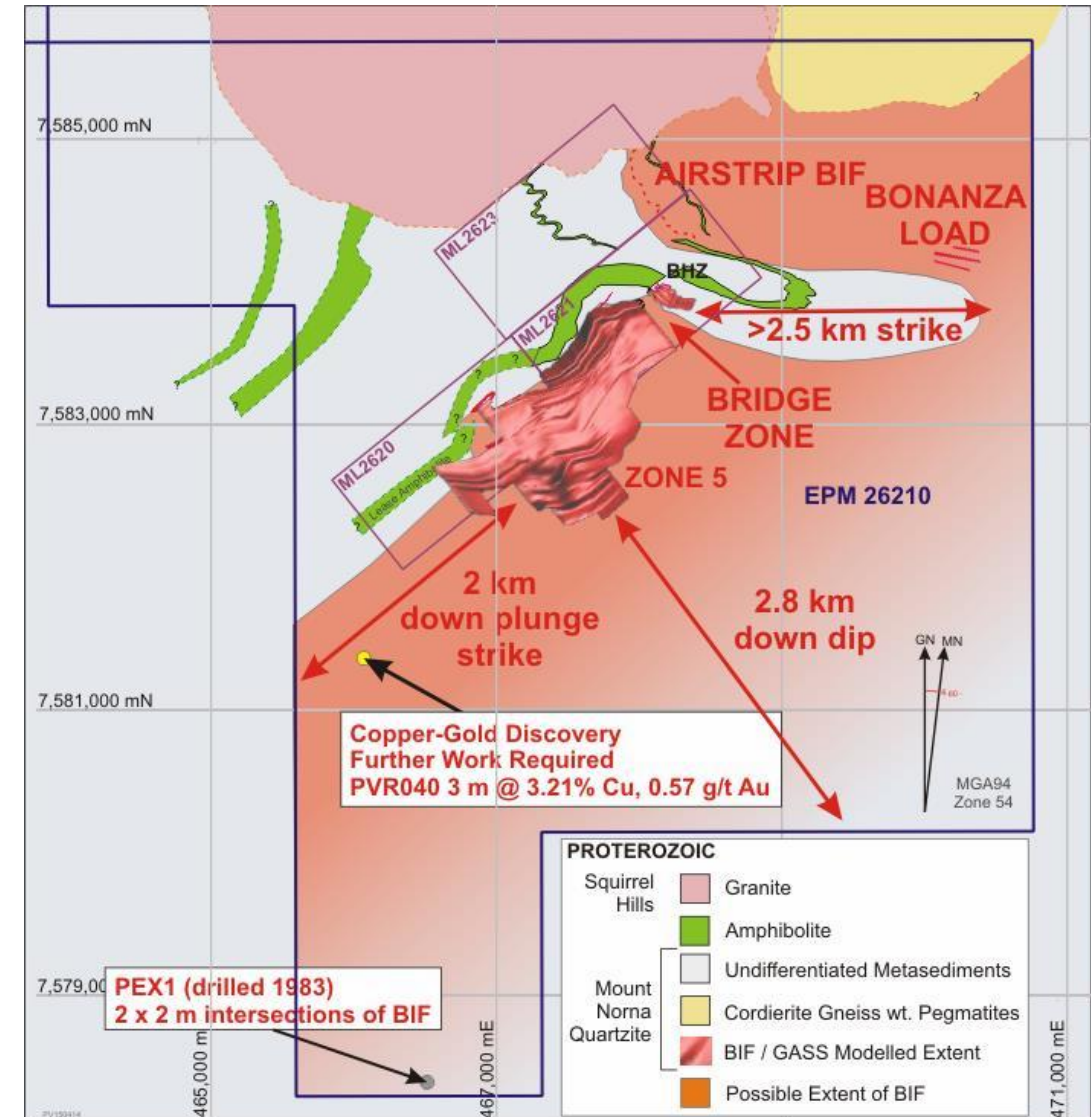 7,585,000 mN
AIRSTRIP BIF
BONANZA
LOAD
ML2623
BHZ
ML2621
>2.5 km strike
7,583,000 mN
BRIDGE
ZONE
ML2620
Lease Amphibolite
ZONE 5
EPM 26210
2 km
down plunge
strike
2.8 km
down dip
GN MN
7,581,000 mN
Copper-Gold Discovery
Further Work Required
PVR040 3 m @ 3.21% Cu, 0.57 g/t Au
MGA94
Zone 54
PROTEROZOIC
Squirrel
Hills
Granite
Amphibolite
Mount
Norna
Quartzite
Undifferentiated Metasediments
Cordierite Gneiss wt. Pegmatites
BIF / GASS Modelled Extent
Possible Extent of BIF
7,579,00
PEX1 (drilled 1983)
2 x 2 m intersections of BIF
465,000 m
467,000 mE
471,000 mE